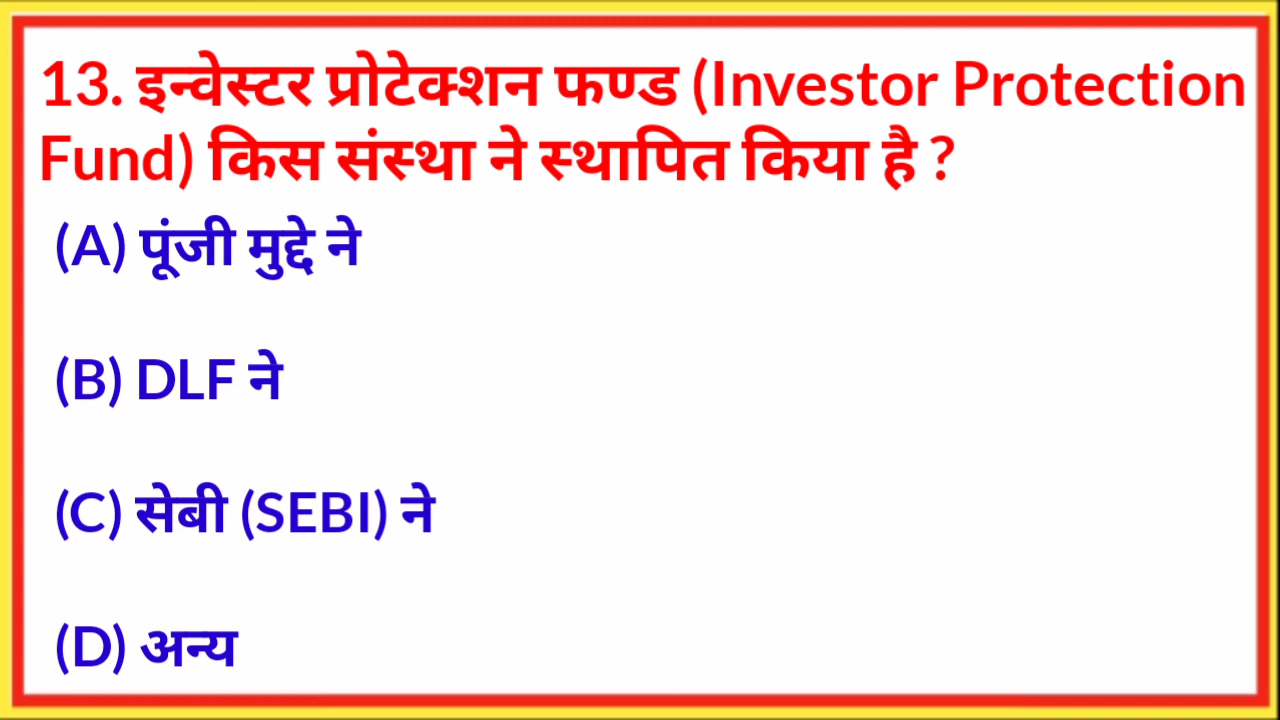 13. इन्वेस्टर प्रोटेक्शन फण्ड (Investor Protection
Fund) किस संस्था ने स्थापित किया है ?
(A) पूंजी मुद्दे ने
(B) DLF ने
(C) सेबी (SEBI) ने
(D) अन्य